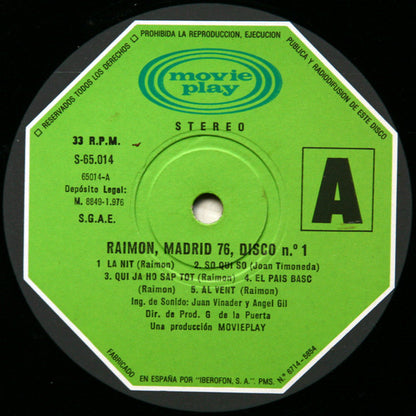 PROHIBIDA LA REPRODUCCION, EJECUCION
PUBLICA Y RADIODIFUSION DE ESTE DISCO
© RESERVADOS TODOS LOS DERECHOS
movie
play
STEREO
33 R.P.M.
S-65.014
65014-A
Depósito Legal:
M. 8649-1.976
S.G.A.E.
A
RAIMON, MADRID 76, DISCO n.º 1
1 LA NIT (Raimon) 2. SO QUI SO (Joan Timoneda)
3. QUI JA HO SAP TOT (Raimon) 4. EL PAIS BASC
(Raimon) 5. AL VENT (Raimon)
Ing. de Sonido: Juan Vinader y Angel Gil
Dir. de Prod. G de la Puerta
Una producción MOVIEPLAY
FABRICADO
EN ESPAÑA POR "IBEROFON, S. A.". PMS.
N.º 6714-5854